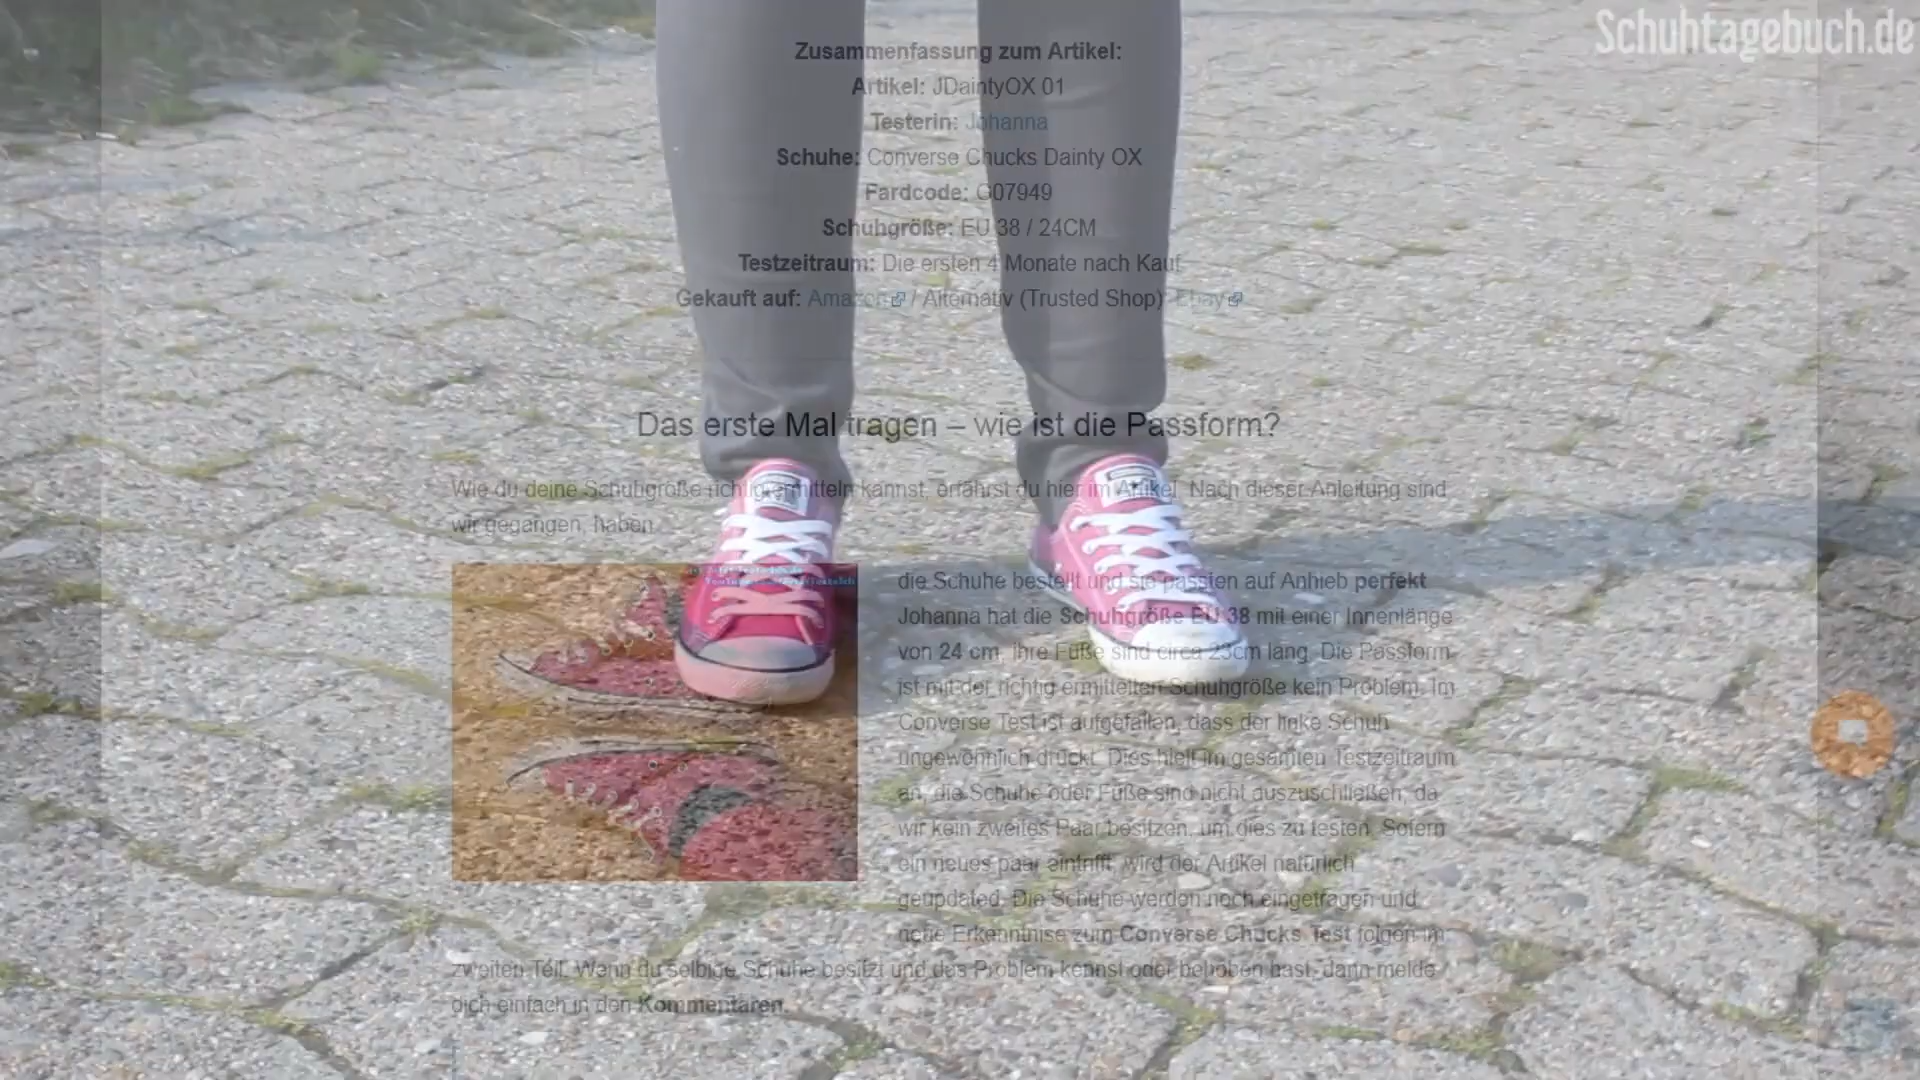 Schuhtagebuch.de
Zusammenfassung zum Artikel:
Artikel: JDaintyOX 01
Testerin: Johanna
Schuhe: Converse Chucks Dainty OX
Fardcode: G07949
Schuhgröße: EU 38 / 24CM
Testzeitraum: Die ersten 4 Monate nach Kauf
Gekauft auf: Amazon / Alternativ (Trusted Shop) Ebay
Das erste Mal tragen – wie ist die Passform?
Wie du deine Schuhgröße richtig ermitteln kannst, erfährst du hier im Artikel. Nach dieser Anleitung sind
wir gegangen, haben
die Schuhe bestellt und sie passten auf Anhieb perfekt
Johanna hat die Schuhgröße EU 38 mit einer Innenlänge
von 24 cm, ihre Füße sind circa 23cm lang. Die Passform
ist mit der richtig ermittelten Schuhgröße kein Problem. Im
Converse Test ist aufgefallen, dass der linke Schuh
ungewöhnlich drückt. Dies hielt im gesamten Testzeitraum
an, die Schuhe oder Füße sind nicht auszuschließen, da
wir kein zweites Paar besitzen, um dies zu testen. Sofern
ein neues paar eintrifft, wird der Artikel natürlich
geupdated. Die Schuhe werden noch eingetragen und
neue Erkenntnise zum Converse Chucks Test folgen im
zweiten Teil. Wenn du selbige Schuhe besitzt und das Problem kennst oder behoben hast, dann melde
dich einfach in den Kommentaren.